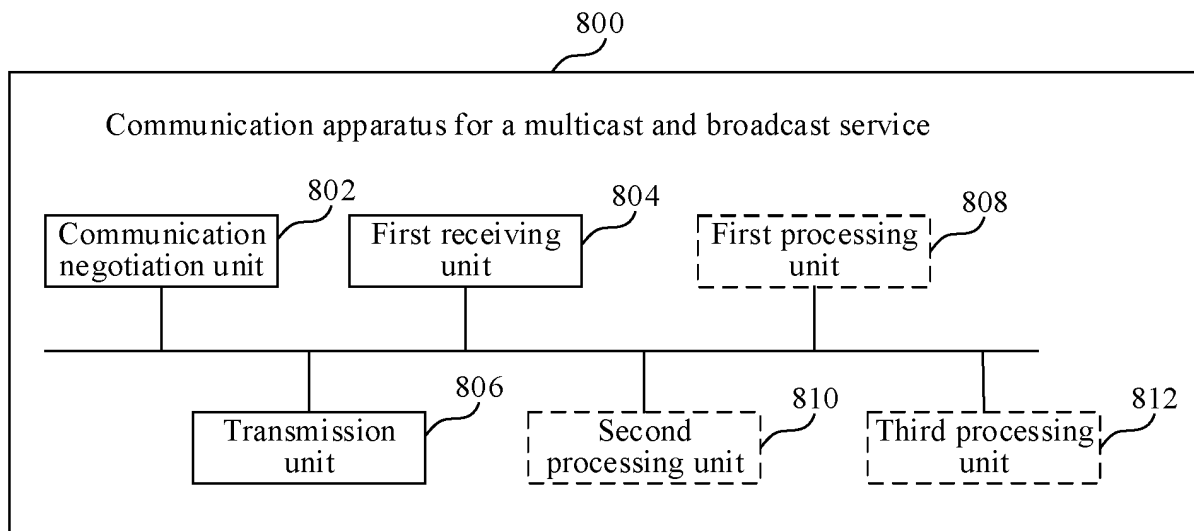 800
Communication apparatus for a multicast and broadcast service
802
804
808
Communication
negotiation unit
First receiving
unit
First processing
unit
806
810
812
Transmission
unit
Second
processing unit
Third processing
unit